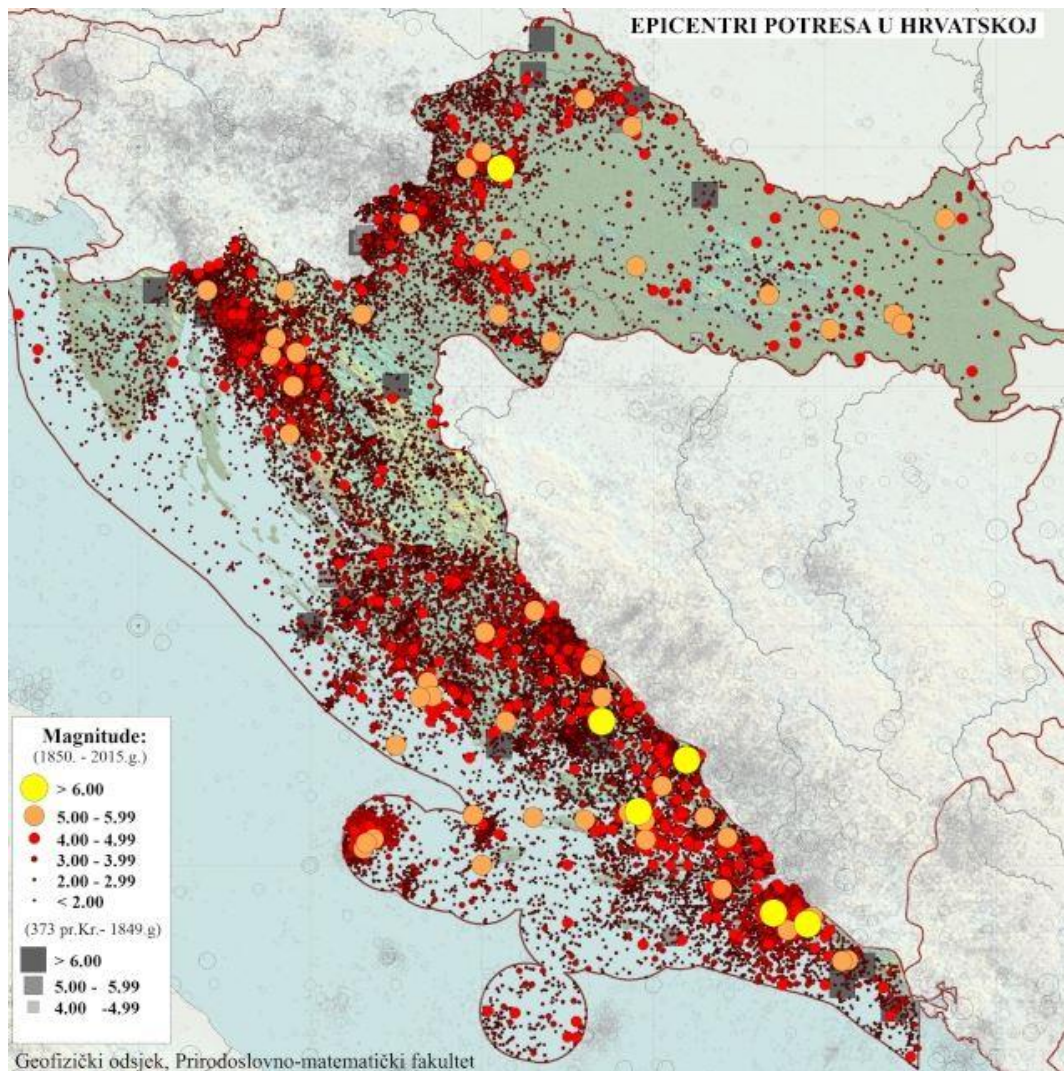 EPICENTRI POTRESA U HRVATSKOJ
Magnitude:
(1850. - 2015.g.)
> 6.00
5.00 - 5.99
4.00 - 4.99
3.00 - 3.99
2.00 - 2.99
< 2.00
(373 pr.Kr.- 1849.g)
> 6.00
5.00 - 5.99
4.00 -4.99
Geofizički odsjek, Prirodoslovno-matematički fakultet